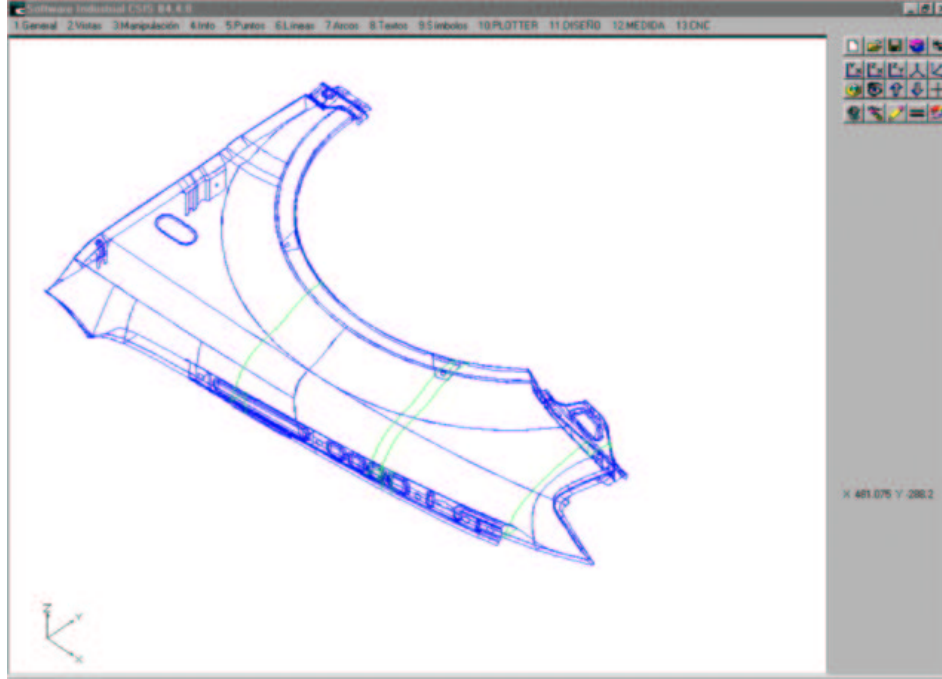 Software Industrial CSIS R4.4.0
1.General 2.Vistas 3.Manipulación 4.Info 5.Puntos 6.Lineas 7.Arcos 8.Textos 9.Simbolos 10.PLOTTER 11.DISEÑO 12.MEDIDA 13.CNC
X 481.075 Y -288.2
Z
Y
X